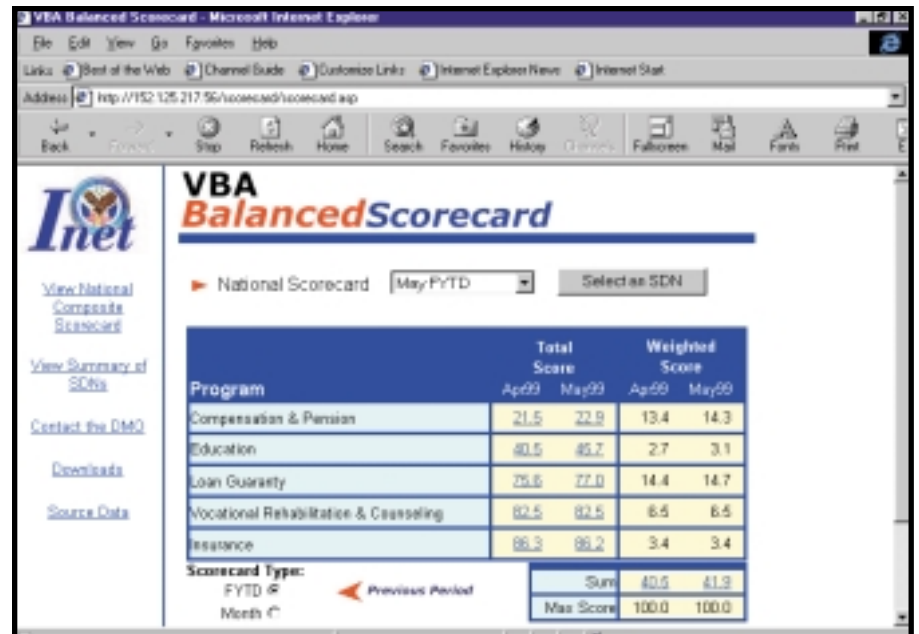 VBA Balanced Scorecard - Microsoft Internet Explorer
File Edit View Go Favorites Help
Links Best of the Web Channel Guide Customize Links Internet Explorer News Internet Start
Address http://152.125.217.56/scorecard/scorecard.asp
Back Forward Stop Refresh Home Search Favorites History Channels Fullscreen Mail Fonts Print
Inet
View National
Composite
Scorecard
View Summary of
SDNs
Contact the DMO
Downloads
Source Data
VBA
BalancedScorecard
National Scorecard May FYTD Select an SDN
Total Score Weighted Score
Program Apr99 May99 Apr99 May99
Compensation & Pension 21.5 22.9 13.4 14.3
Education 40.5 45.7 2.7 3.1
Loan Guaranty 75.6 77.0 14.4 14.7
Vocational Rehabilitation & Counseling 82.5 82.5 6.5 6.5
Insurance 86.3 86.2 3.4 3.4
Scorecard Type:
FYTD
Month
Previous Period
Sum 40.5 41.9
Max Score 100.0 100.0